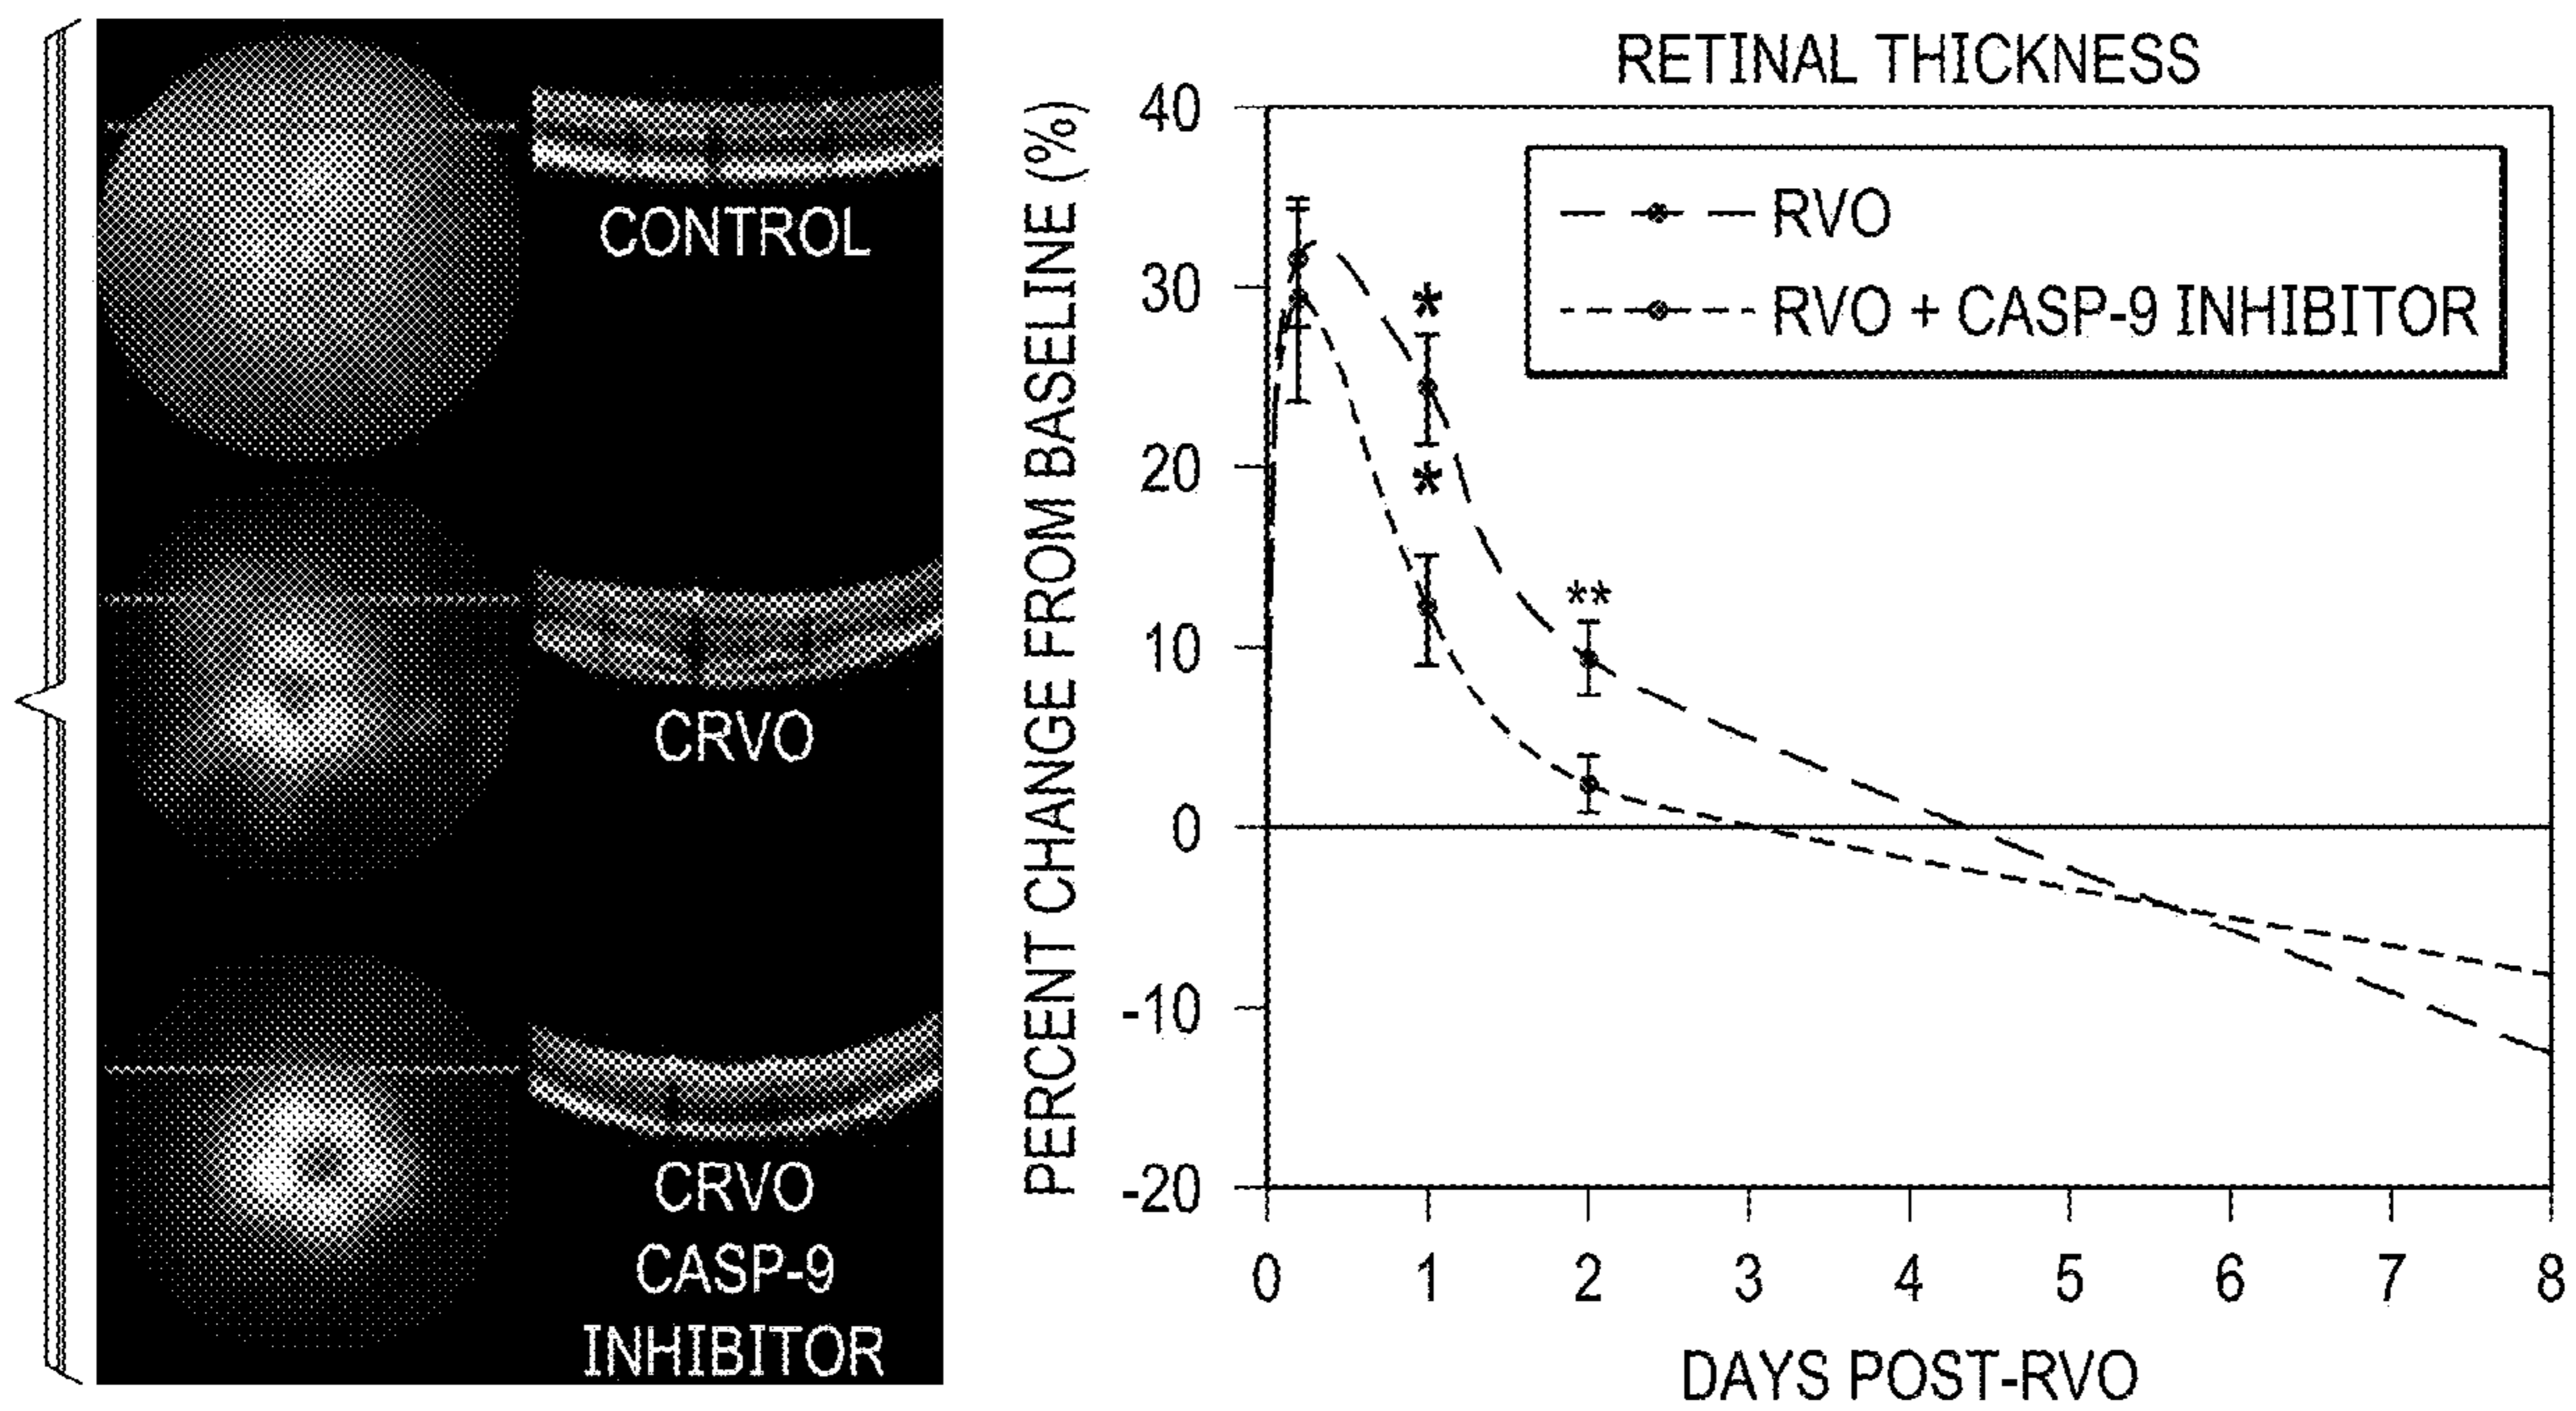 CONTROL
CRVO
CRVO
CASP-9
INHIBITOR
RETINAL THICKNESS
PERCENT CHANGE FROM BASELINE (%)
40
30
20
10
0
-10
-20
RVO
RVO + CASP-9 INHIBITOR
*
*
**
0 1 2 3 4 5 6 7 8
DAYS POST-RVO